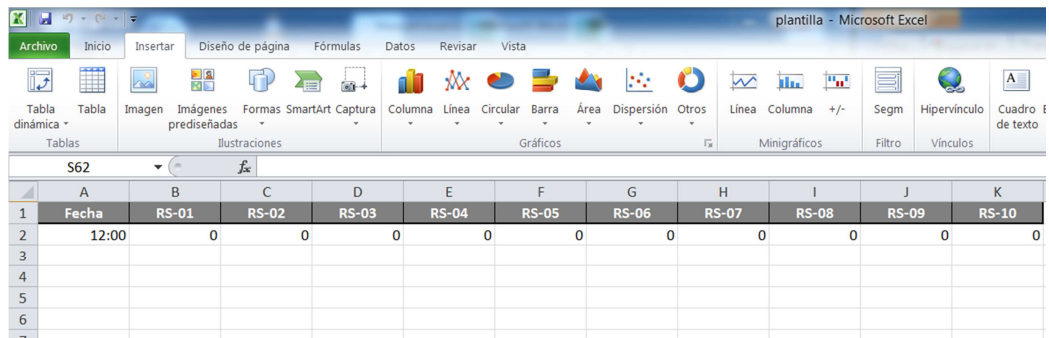 plantilla - Microsoft Excel
Archivo Inicio Insertar Diseño de página Fórmulas Datos Revisar Vista
Tabla dinámica Tabla Imagen Imágenes prediseñadas Formas SmartArt Captura Columna Línea Circular Barra Área Dispersión Otros Línea Columna +/- Segm Hipervínculo Cuadro de texto
Tablas Ilustraciones Gráficos Minigráficos Filtro Vínculos
S62 fx
A B C D E F G H I J K
1 Fecha RS-01 RS-02 RS-03 RS-04 RS-05 RS-06 RS-07 RS-08 RS-09 RS-10
2 12:00 0 0 0 0 0 0 0 0 0 0
3
4
5
6